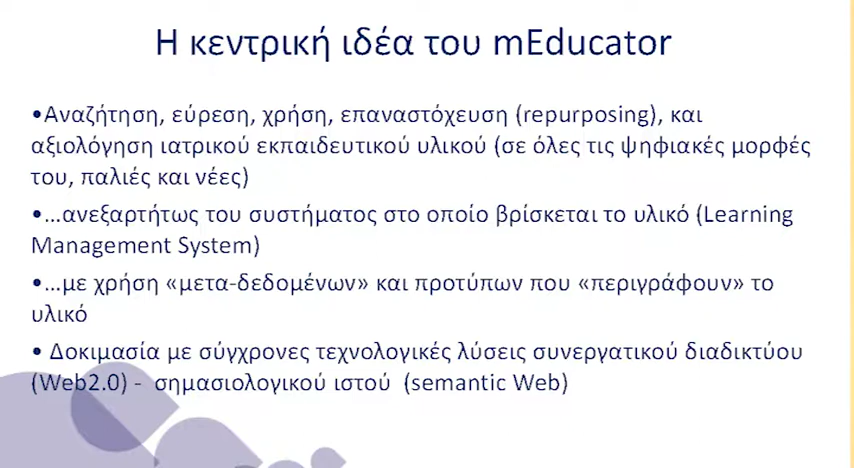 Η κεντρική ιδέα του mEducator
•Αναζήτηση, εύρεση, χρήση, επαναστόχευση (repurposing), και
αξιολόγηση ιατρικού εκπαιδευτικού υλικού (σε όλες τις ψηφιακές μορφές
του, παλιές και νέες)
•…ανεξαρτήτως του συστήματος στο οποίο βρίσκεται το υλικό (Learning
Management System)
•…με χρήση «μετα-δεδομένων» και προτύπων που «περιγράφουν» το
υλικό
• Δοκιμασία με σύγχρονες τεχνολογικές λύσεις συνεργατικού διαδικτύου
(Web2.0) - σημασιολογικού ιστού (semantic Web)